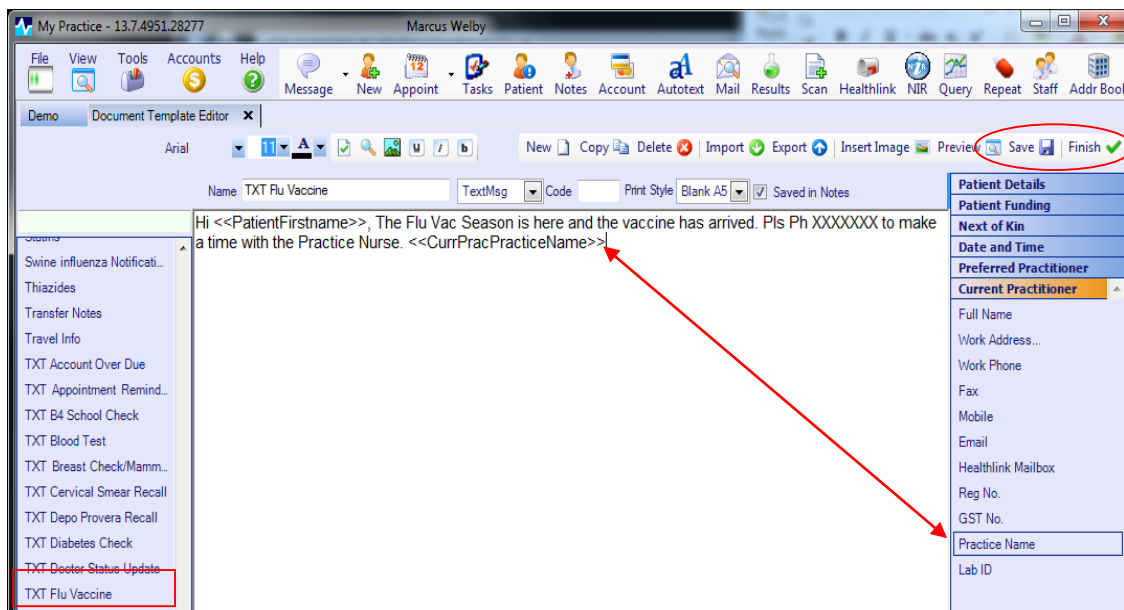 My Practice - 13.7.4951.28277 Marcus Welby
File View Tools Accounts Help
Message New Appoint Tasks Patient Notes Account Autotext Mail Results Scan Healthlink NIR Query Repeat Staff Addr Book
Demo Document Template Editor X
Arial 11 A U I b New Copy Delete Import Export Insert Image Preview Save Finish
Name TXT Flu Vaccine TextMsg Code Print Style Blank A5 Saved in Notes
Hi <<PatientFirstname>>, The Flu Vac Season is here and the vaccine has arrived. Pls Ph XXXXXXX to make
a time with the Practice Nurse. <<CurrPracPracticeName>>
Statins
Swine influenza Notificati...
Thiazides
Transfer Notes
Travel Info
TXT Account Over Due
TXT Appointment Remind...
TXT B4 School Check
TXT Blood Test
TXT Breast Check/Mamm...
TXT Cervical Smear Recall
TXT Depo Provera Recall
TXT Diabetes Check
TXT Doctor Status Update
TXT Flu Vaccine
Patient Details
Patient Funding
Next of Kin
Date and Time
Preferred Practitioner
Current Practitioner
Full Name
Work Address...
Work Phone
Fax
Mobile
Email
Healthlink Mailbox
Reg No.
GST No.
Practice Name
Lab ID